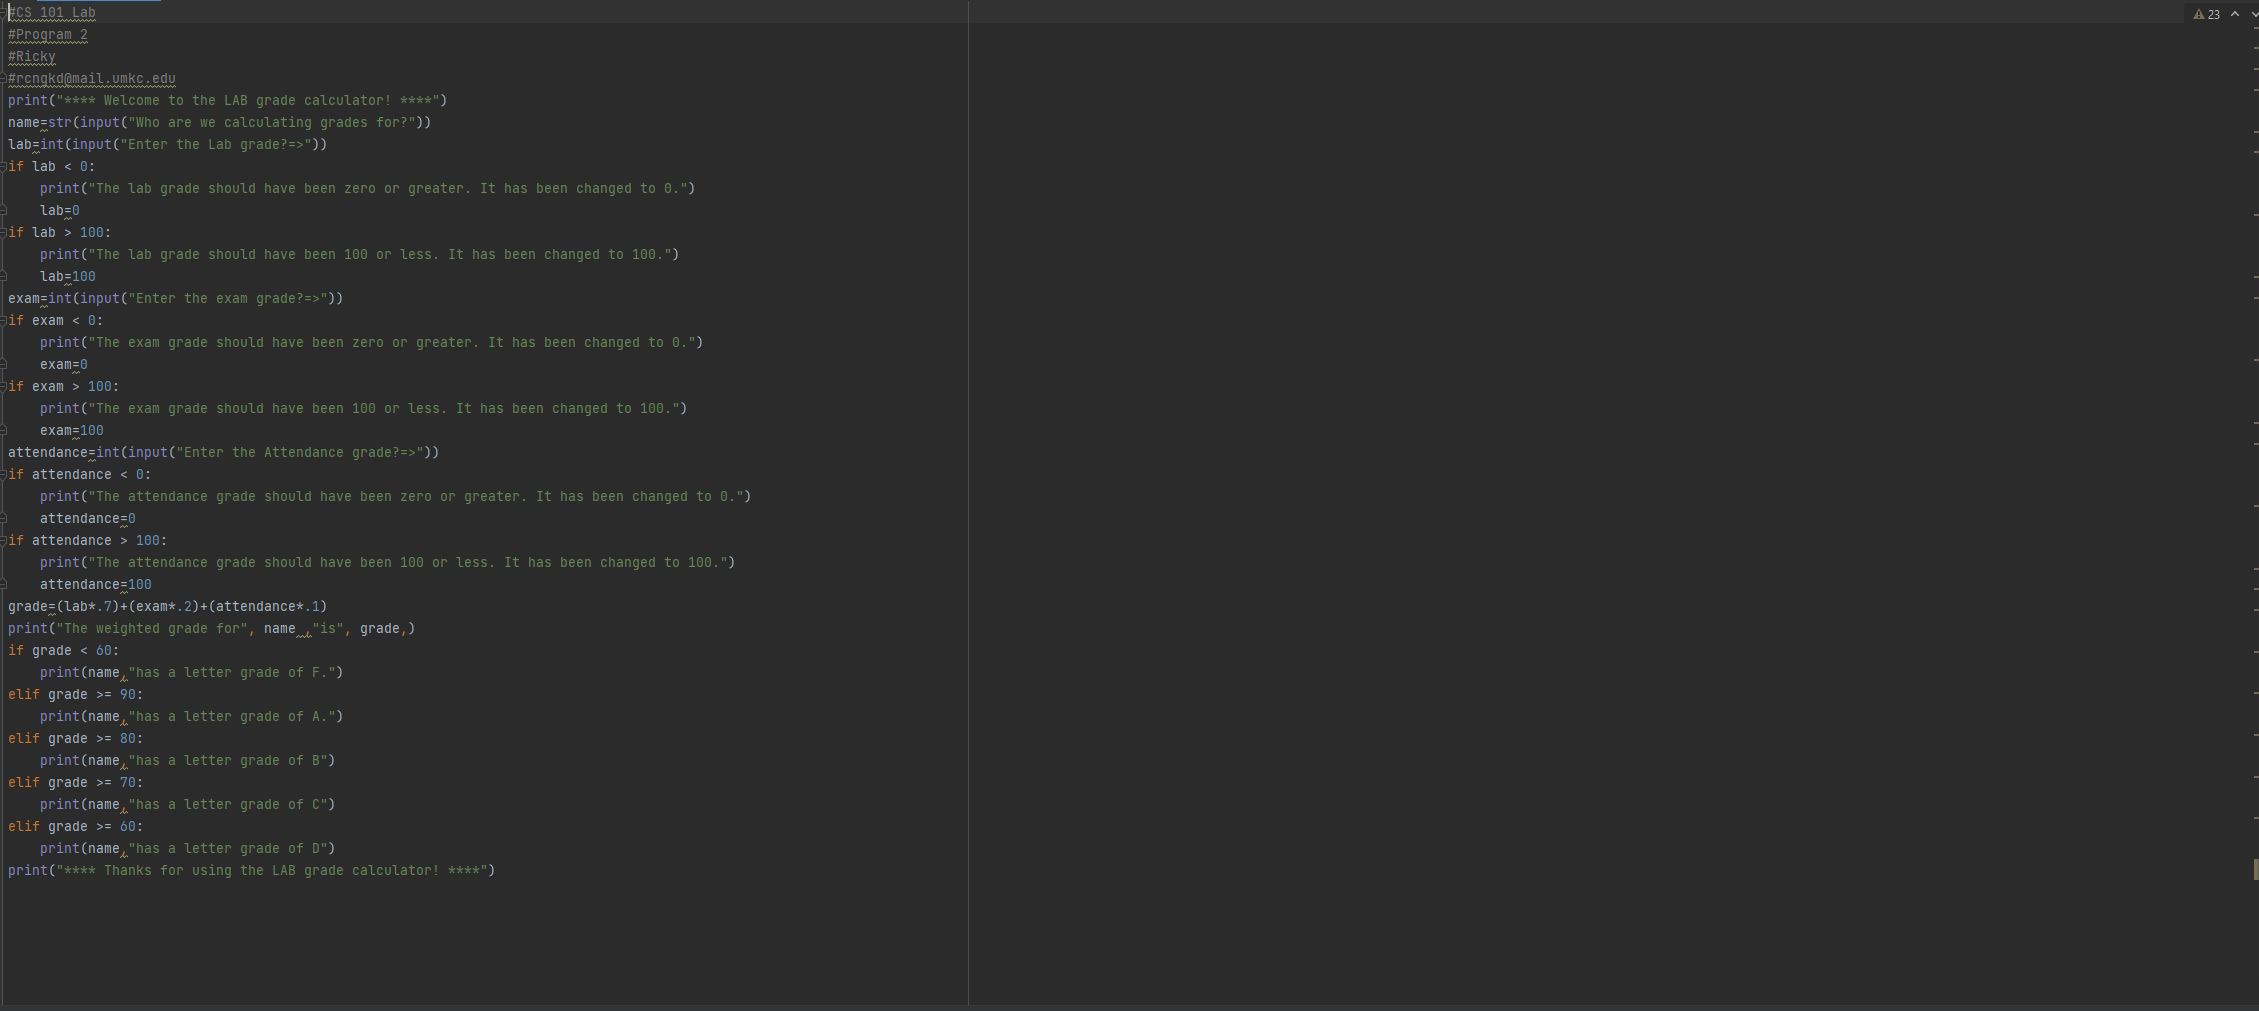 #CS 101 Lab
#Program 2
#Ricky
#rcngkd@mail.umkc.edu
print("**** Welcome to the LAB grade calculator! ****")
name=str(input("Who are we calculating grades for?"))
lab=int(input("Enter the Lab grade?=>"))
if lab < 0:
    print("The lab grade should have been zero or greater. It has been changed to 0.")
    lab=0
if lab > 100:
    print("The lab grade should have been 100 or less. It has been changed to 100.")
    lab=100
exam=int(input("Enter the exam grade?=>"))
if exam < 0:
    print("The exam grade should have been zero or greater. It has been changed to 0.")
    exam=0
if exam > 100:
    print("The exam grade should have been 100 or less. It has been changed to 100.")
    exam=100
attendance=int(input("Enter the Attendance grade?=>"))
if attendance < 0:
    print("The attendance grade should have been zero or greater. It has been changed to 0.")
    attendance=0
if attendance > 100:
    print("The attendance grade should have been 100 or less. It has been changed to 100.")
    attendance=100
grade=(lab*.7)+(exam*.2)+(attendance*.1)
print("The weighted grade for", name ,"is", grade,)
if grade < 60:
    print(name,"has a letter grade of F.")
elif grade >= 90:
    print(name,"has a letter grade of A.")
elif grade >= 80:
    print(name,"has a letter grade of B")
elif grade >= 70:
    print(name,"has a letter grade of C")
elif grade >= 60:
    print(name,"has a letter grade of D")
print("**** Thanks for using the LAB grade calculator! ****")
23